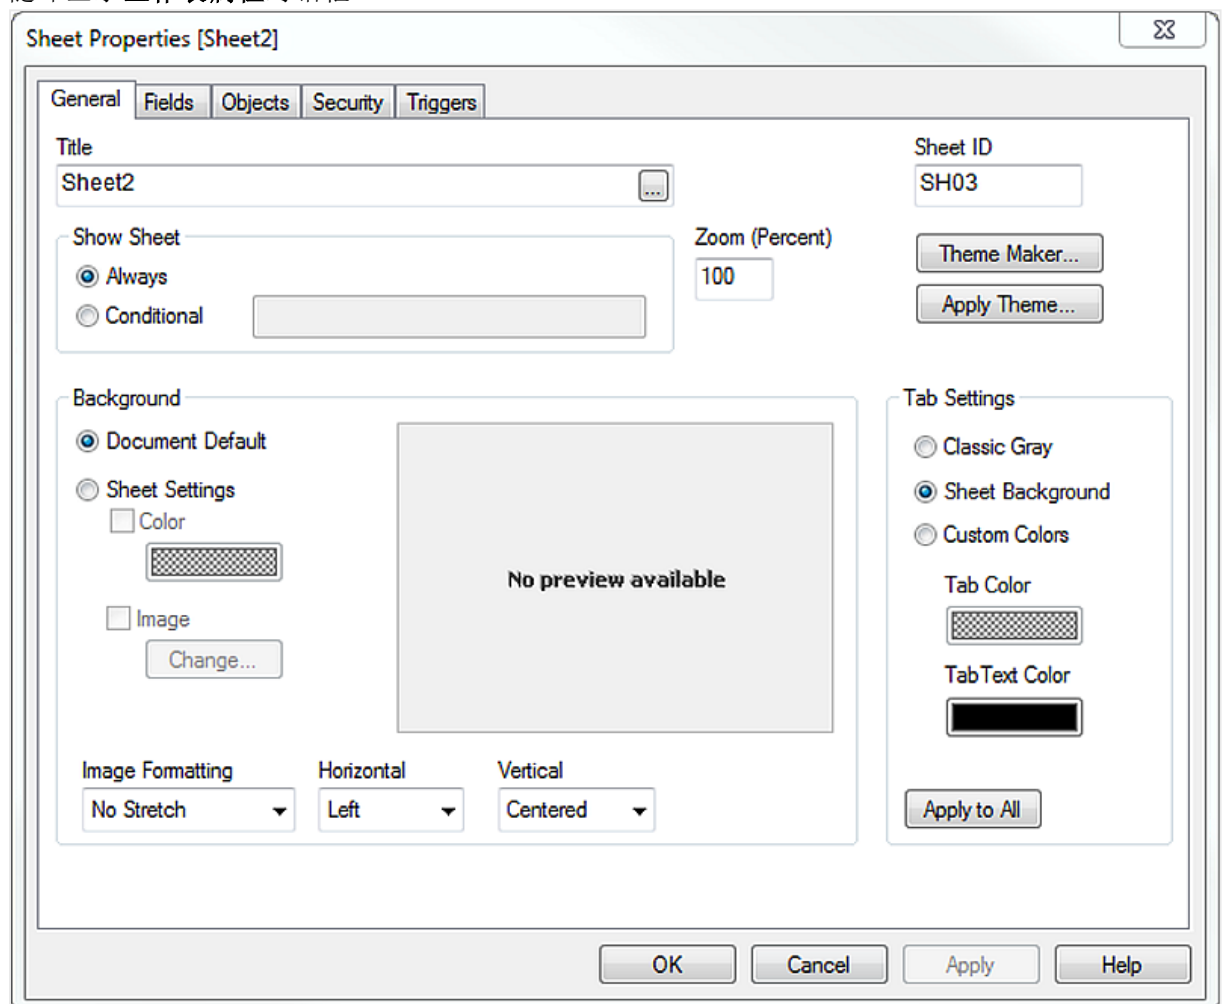 Sheet Properties [Sheet2]
General Fields Objects Security Triggers
Title Sheet ID
Sheet2 ... SH03
Show Sheet Zoom (Percent)
Always 100 Theme Maker...
Conditional Apply Theme...
Background Tab Settings
Document Default Classic Gray
Sheet Settings Sheet Background
Color Custom Colors
No preview available Tab Color
Image
Change... Tab Text Color
Image Formatting Horizontal Vertical
No Stretch Left Centered Apply to All
OK Cancel Apply Help